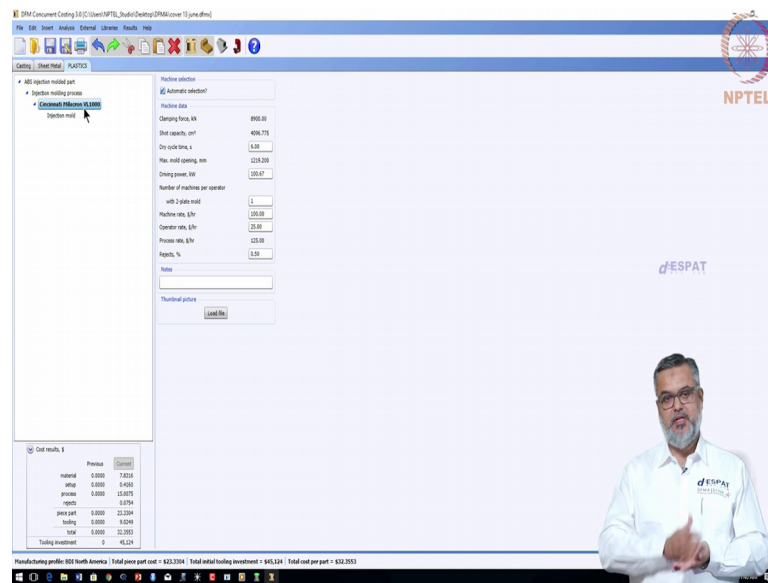 DFM Concurrent Costing 3.0 [C:\Users\NPTEL_Studio\Desktop\DFMA\cover 13 june.dfmx]
File Edit Insert Analysis External Libraries Results Help
Casting Sheet Metal PLASTICS
ABS injection molded part
Injection molding process
Cincinnati Milacron VL1000
Injection mold
Machine selection
Automatic selection?
Machine data
Clamping force, kN 8900.00
Shot capacity, cm³ 4096.775
Dry cycle time, s 6.00
Max. mold opening, mm 1219.200
Driving power, kW 100.67
Number of machines per operator
with 2-plate mold 1
Machine rate, $/hr 100.00
Operator rate, $/hr 25.00
Process rate, $/hr 125.00
Rejects, % 0.50
Notes
Thumbnail picture
Load file
NPTEL
d-ESPAT
d-ESPAT
Cost results, $
Previous Current
material 0.0000 7.8316
setup 0.0000 0.4160
process 0.0000 15.0075
rejects 0.0754
piece part 0.0000 23.3304
tooling 0.0000 9.0249
total 0.0000 32.3553
Tooling investment 0 45,124
Manufacturing profile: BDI North America | Total piece part cost = $23.3304 | Total initial tooling investment = $45,124 | Total cost per part = $32.3553